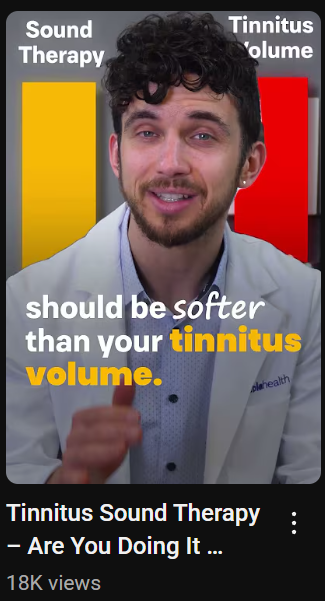 Sound
Therapy
Tinnitus
Volume
should be softer
than your tinnitus
volume.
health
Tinnitus Sound Therapy
– Are You Doing It ...
18K views